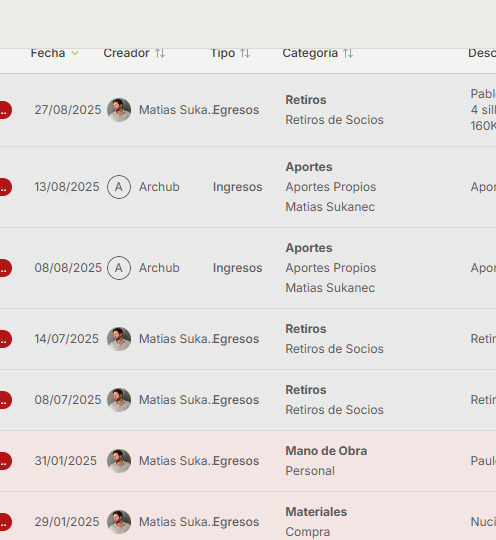 Fecha Creador Tipo Categoria Desc
27/08/2025 Matias Suka... Egresos Retiros Pabl
Retiros de Socios 4 sil
160K
13/08/2025 A Archub Ingresos Aportes Apor
Aportes Propios
Matias Sukanec
08/08/2025 A Archub Ingresos Aportes Apor
Aportes Propios
Matias Sukanec
14/07/2025 Matias Suka... Egresos Retiros Retir
Retiros de Socios
08/07/2025 Matias Suka... Egresos Retiros Retir
Retiros de Socios
31/01/2025 Matias Suka... Egresos Mano de Obra Paul
Personal
29/01/2025 Matias Suka... Egresos Materiales Nuci
Compra